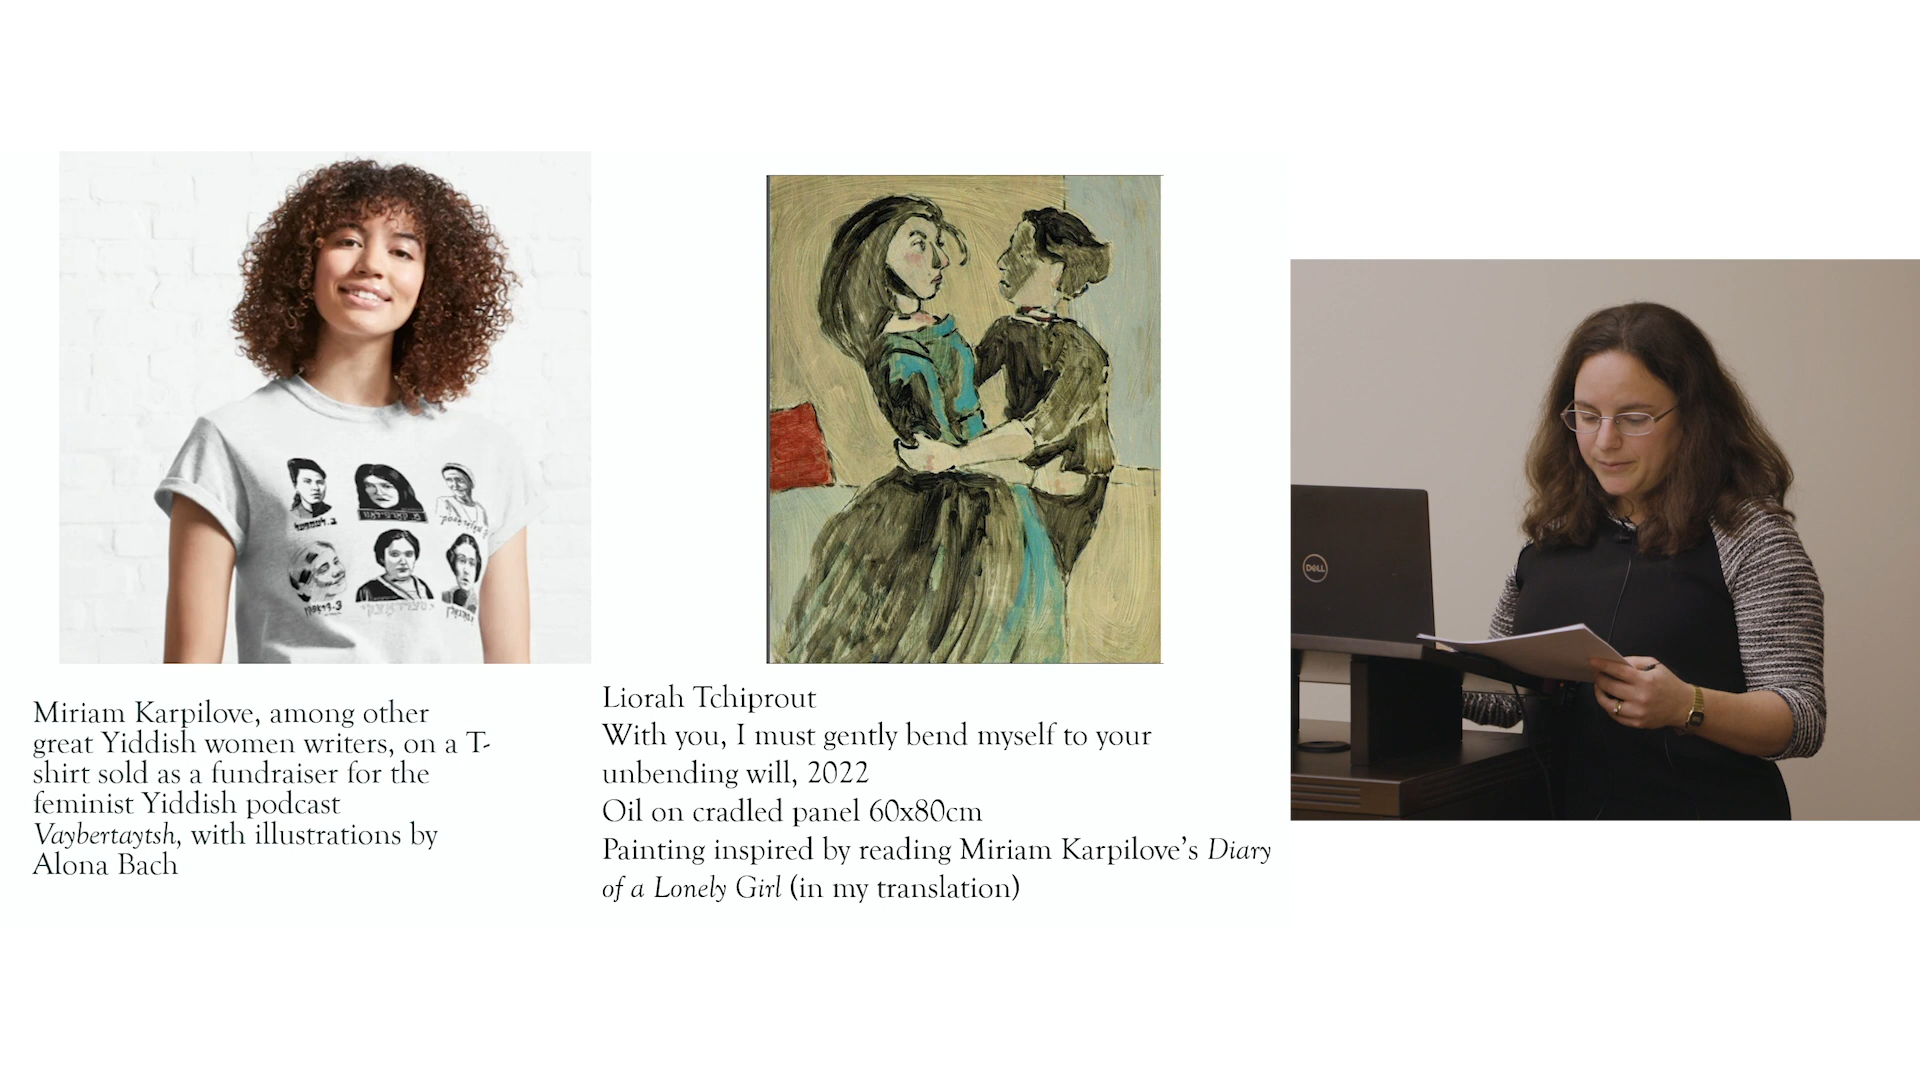 Miriam Karpilove, among other
great Yiddish women writers, on a T-
shirt sold as a fundraiser for the
feminist Yiddish podcast
Vaybertaytsh, with illustrations by
Alona Bach
Liorah Tchiprout
With you, I must gently bend myself to your
unbending will, 2022
Oil on cradled panel 60x80cm
Painting inspired by reading Miriam Karpilove’s Diary
of a Lonely Girl (in my translation)
DELL